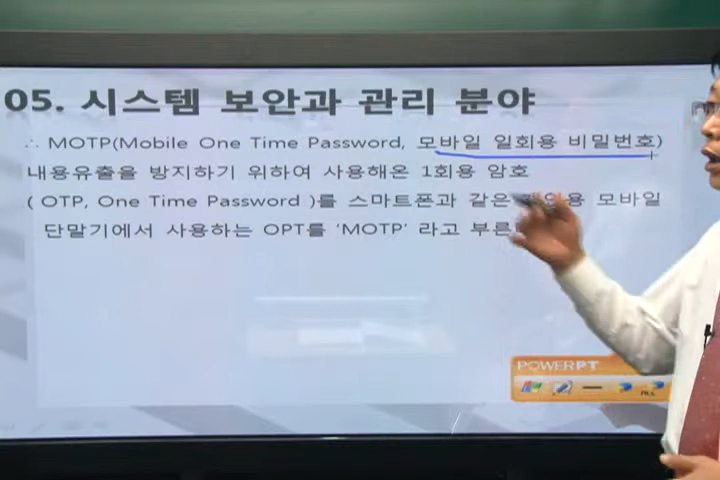 05. 시스템 보안과 관리 분야
∴ MOTP(Mobile One Time Password, 모바일 일회용 비밀번호)
내용유출을 방지하기 위하여 사용해온 1회용 암호
( OTP, One Time Password )를 스마트폰과 같은 모바일
단말기에서 사용하는 OPT를 'MOTP' 라고
POWERPT
ALL